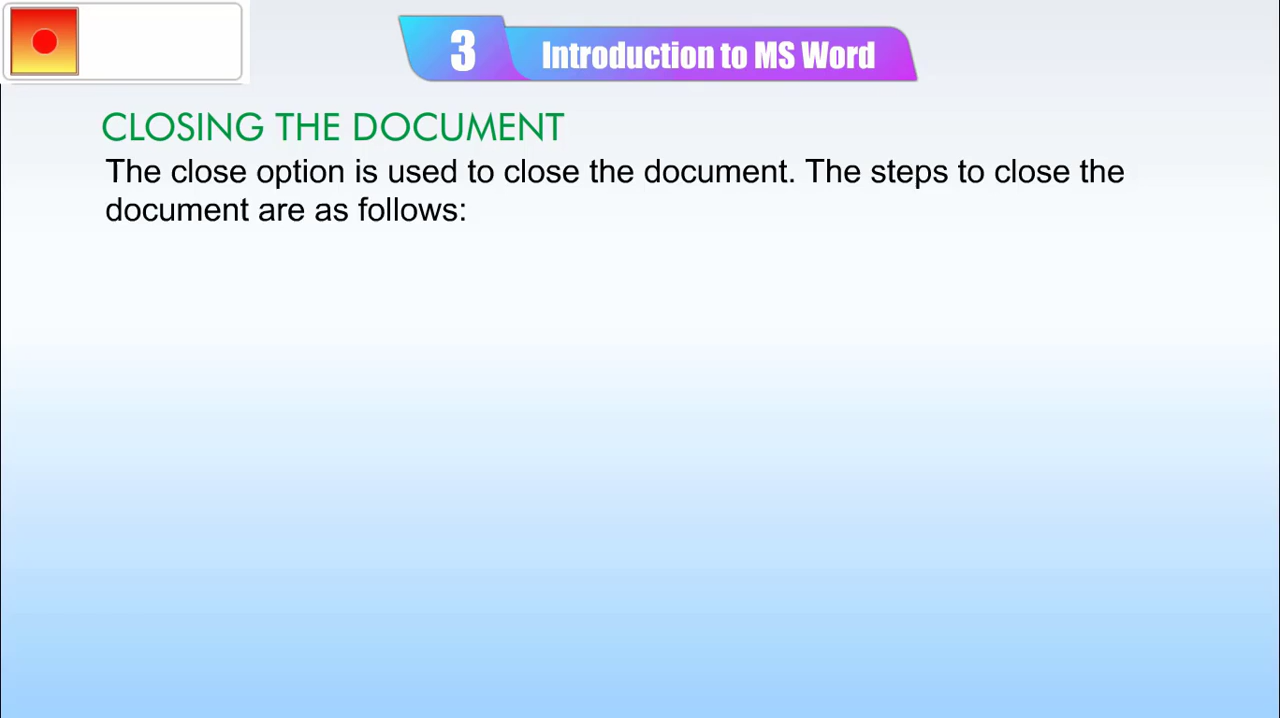 3 Introduction to MS Word
CLOSING THE DOCUMENT
The close option is used to close the document. The steps to close the
document are as follows: